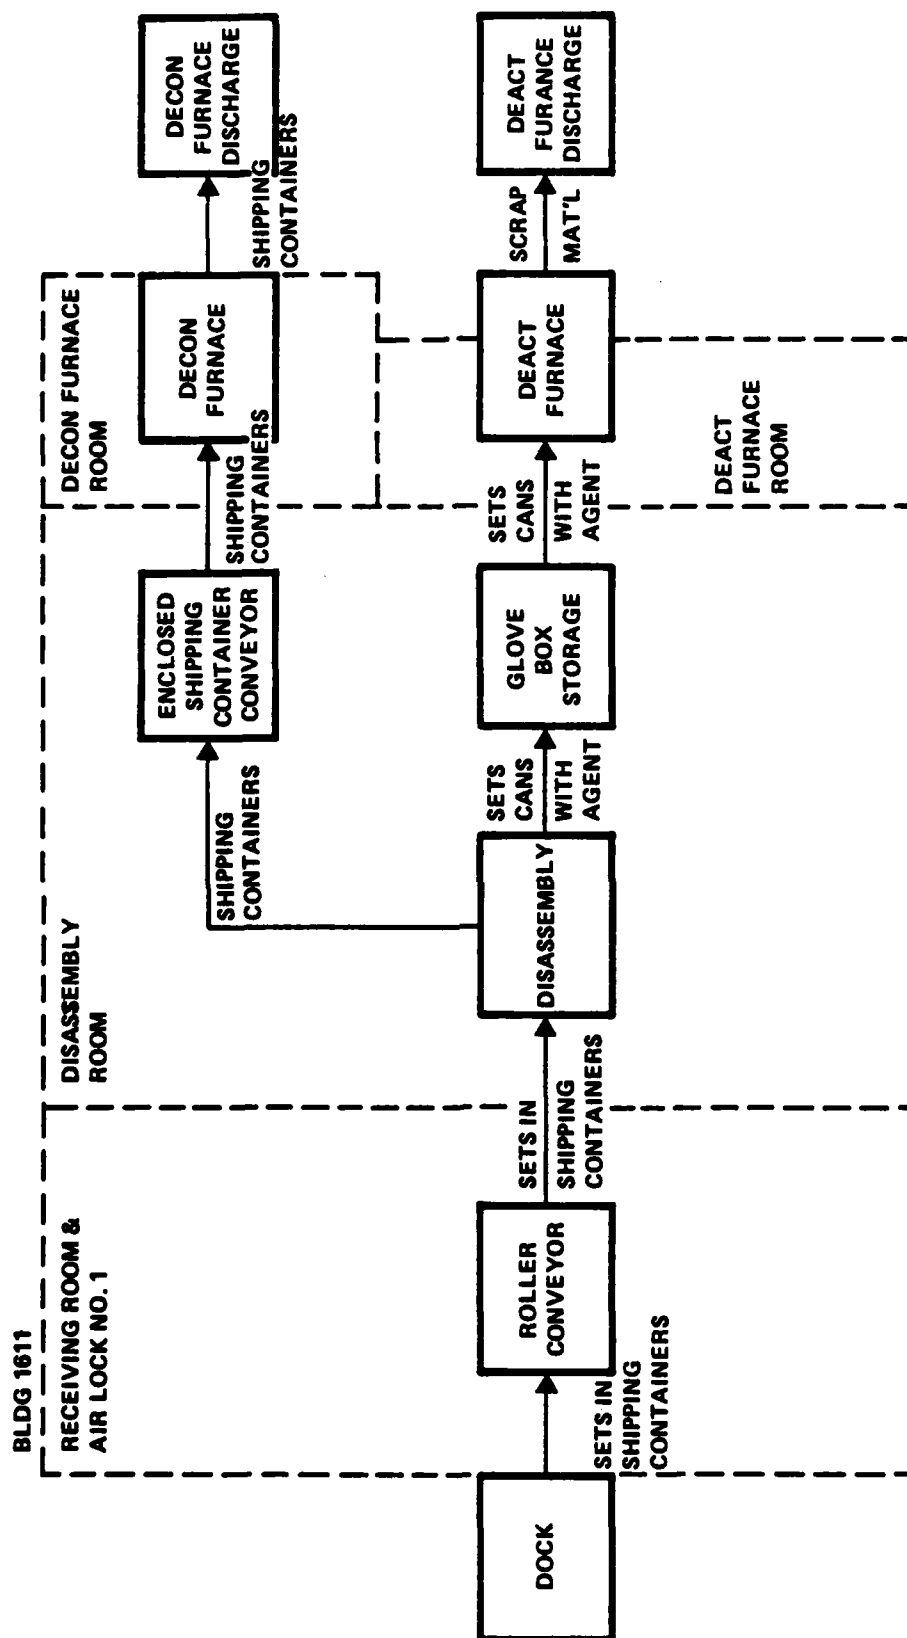 BLDG 1611
RECEIVING ROOM &
AIR LOCK NO. 1
DISASSEMBLY
ROOM
DECON FURNACE
ROOM
DEACT
FURNACE
ROOM
DOCK
SETS IN
SHIPPING
CONTAINERS
ROLLER
CONVEYOR
SETS IN
SHIPPING
CONTAINERS
DISASSEMBLY
SHIPPING
CONTAINERS
ENCLOSED
SHIPPING
CONTAINER
CONVEYOR
SHIPPING
CONTAINERS
DECON
FURNACE
SHIPPING
CONTAINERS
DECON
FURNACE
DISCHARGE
SETS
CANS
WITH
AGENT
GLOVE
BOX
STORAGE
SETS
CANS
WITH
AGENT
DEACT
FURNACE
SCRAP
MAT'L
DEACT
FURANCE
DISCHARGE